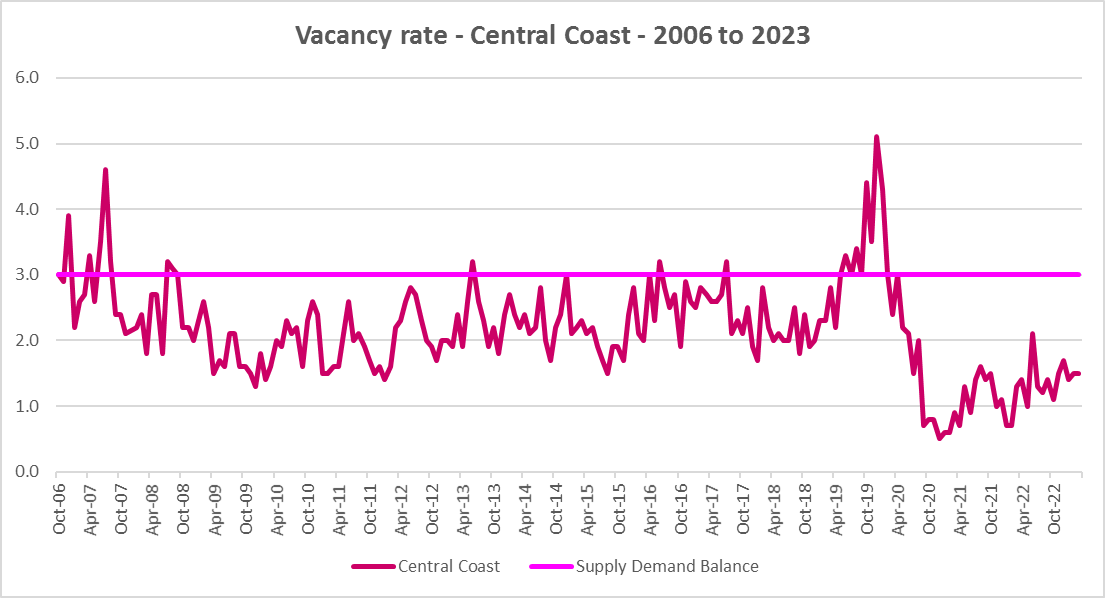 Vacancy rate - Central Coast - 2006 to 2023
6.0
5.0
4.0
3.0
2.0
1.0
0.0
Oct-06
Apr-07
Oct-07
Apr-08
Oct-08
Apr-09
Oct-09
Apr-10
Oct-10
Apr-11
Oct-11
Apr-12
Oct-12
Apr-13
Oct-13
Apr-14
Oct-14
Apr-15
Oct-15
Apr-16
Oct-16
Apr-17
Oct-17
Apr-18
Oct-18
Apr-19
Oct-19
Apr-20
Oct-20
Apr-21
Oct-21
Apr-22
Oct-22
Central Coast
Supply Demand Balance